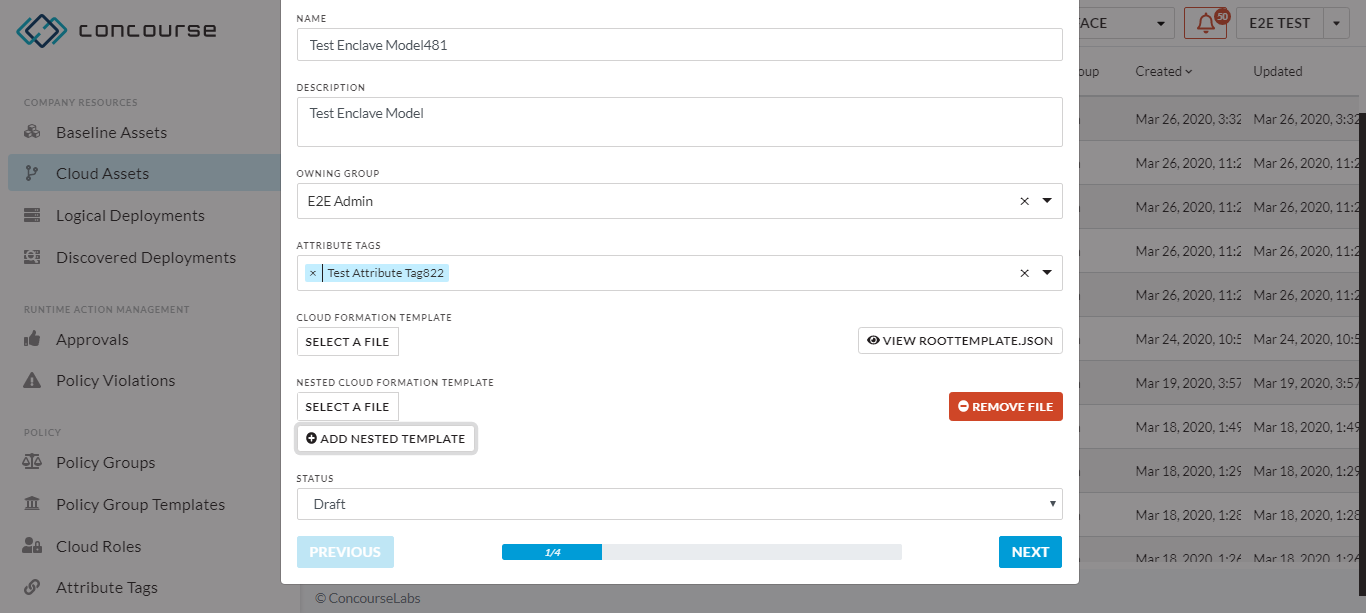 concourse
COMPANY RESOURCES
Baseline Assets
Cloud Assets
Logical Deployments
Discovered Deployments
RUNTIME ACTION MANAGEMENT
Approvals
Policy Violations
POLICY
Policy Groups
Policy Group Templates
Cloud Roles
Attribute Tags
NAME
Test Enclave Model481
DESCRIPTION
Test Enclave Model
OWNING GROUP
E2E Admin
ATTRIBUTE TAGS
× Test Attribute Tag822
CLOUD FORMATION TEMPLATE
SELECT A FILE
VIEW ROOTTEMPLATE.JSON
NESTED CLOUD FORMATION TEMPLATE
SELECT A FILE
REMOVE FILE
ADD NESTED TEMPLATE
STATUS
Draft
PREVIOUS
1/4
NEXT
FACE
50
E2E TEST
oup Created Updated
Mar 26, 2020, 3:32 Mar 26, 2020, 3:32
Mar 26, 2020, 11:2 Mar 26, 2020, 11:2
Mar 26, 2020, 11:2 Mar 26, 2020, 11:2
Mar 26, 2020, 11:2 Mar 26, 2020, 11:2
Mar 26, 2020, 11:2 Mar 26, 2020, 11:2
Mar 24, 2020, 10:5 Mar 24, 2020, 10:5
Mar 19, 2020, 3:57 Mar 19, 2020, 3:57
Mar 18, 2020, 1:49 Mar 18, 2020, 1:49
Mar 18, 2020, 1:29 Mar 18, 2020, 1:29
Mar 18, 2020, 1:28 Mar 18, 2020, 1:28
Mar 18, 2020, 1:26 Mar 18, 2020, 1:26
© ConcourseLabs